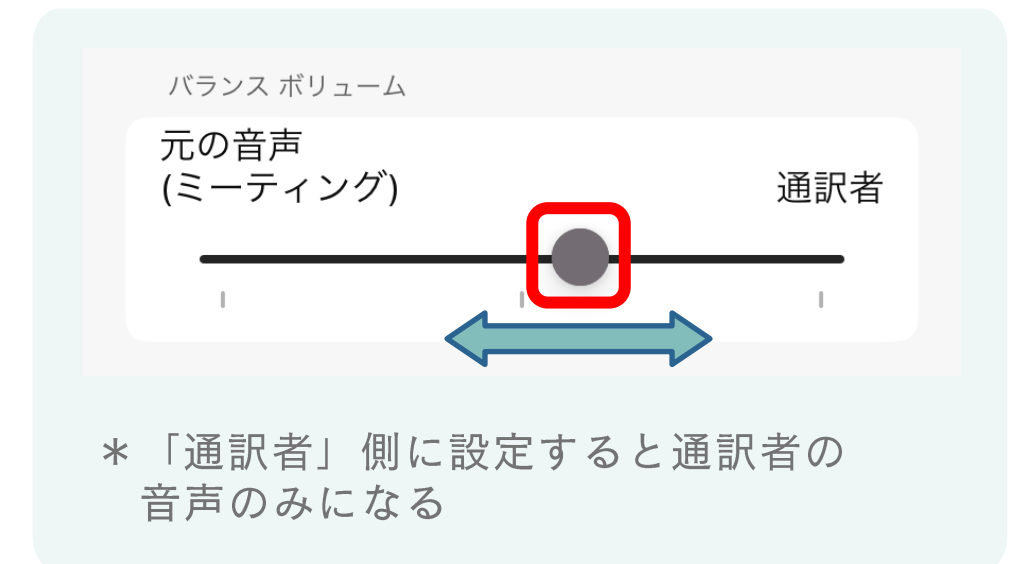 バランス ボリューム
元の音声
(ミーティング)
通訳者
＊「通訳者」側に設定すると通訳者の
音声のみになる